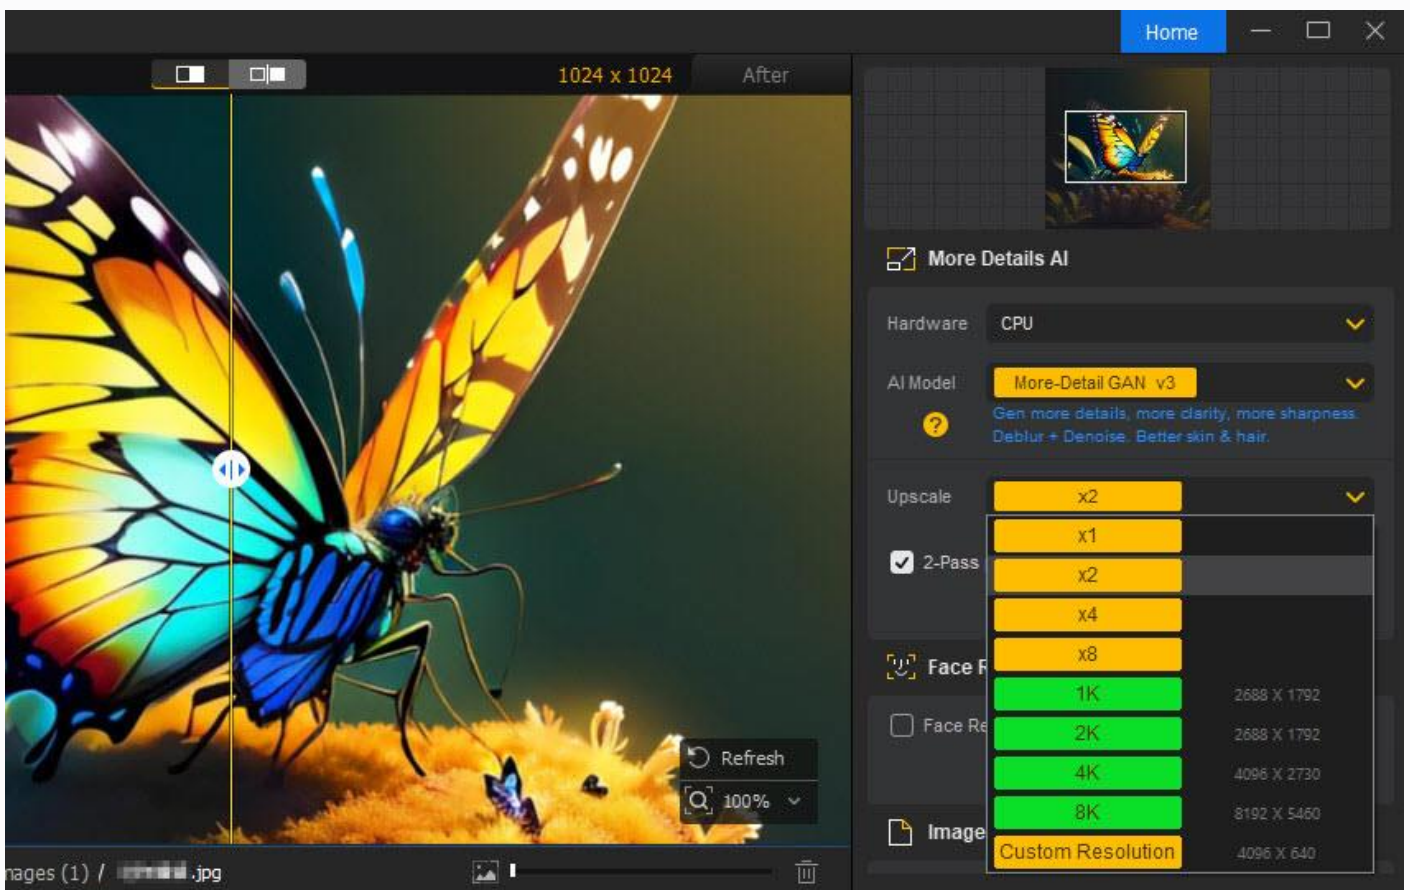 Home
1024 x 1024
After
More Details AI
Hardware
CPU
AI Model
More-Detail GAN v3
Gen more details, more clarity, more sharpness.
Deblur + Denoise. Better skin & hair.
Upscale
x2
x1
2-Pass
x2
x4
x8
Face R
1K
2688 X 1792
Face Re
2K
2688 X 1792
Refresh
4K
4096 X 2730
100%
8K
8192 X 5460
Image
Custom Resolution
4096 X 640
mages (1) / .jpg